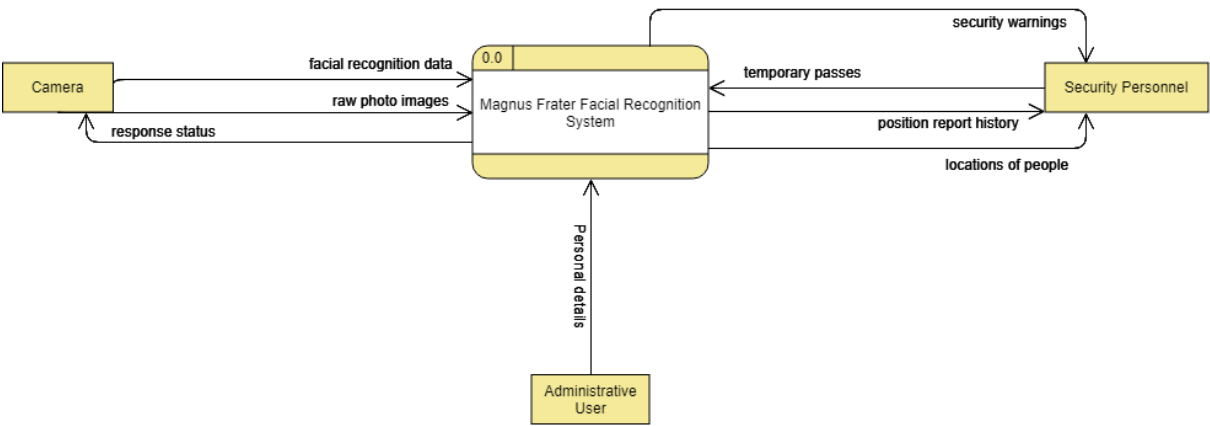 security warnings
0.0
facial recognition data
temporary passes
Camera
Security Personnel
raw photo images
Magnus Frater Facial Recognition
System
position report history
response status
locations of people
Personal details
Administrative
User